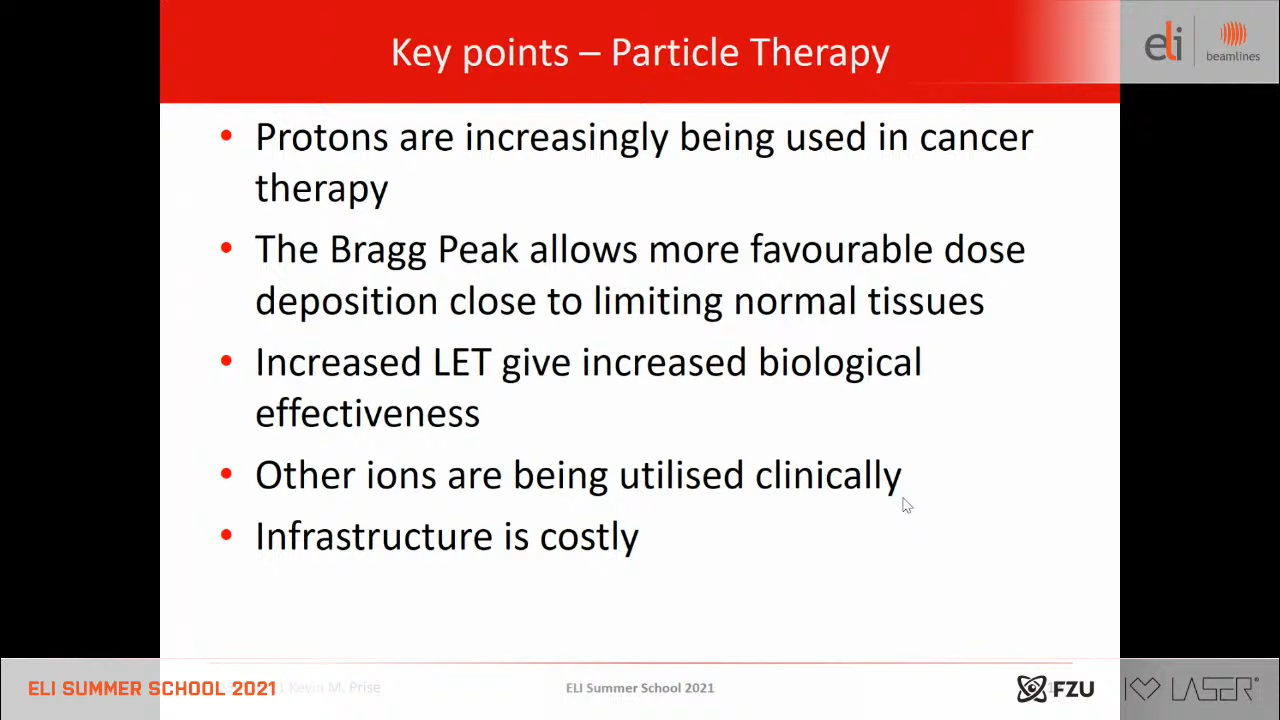 Key points – Particle Therapy
eli
beamlines
• Protons are increasingly being used in cancer
therapy
• The Bragg Peak allows more favourable dose
deposition close to limiting normal tissues
• Increased LET give increased biological
effectiveness
• Other ions are being utilised clinically
• Infrastructure is costly
ELI SUMMER SCHOOL 2021
Kevin M. Prise
ELI Summer School 2021
FZU
I LASER